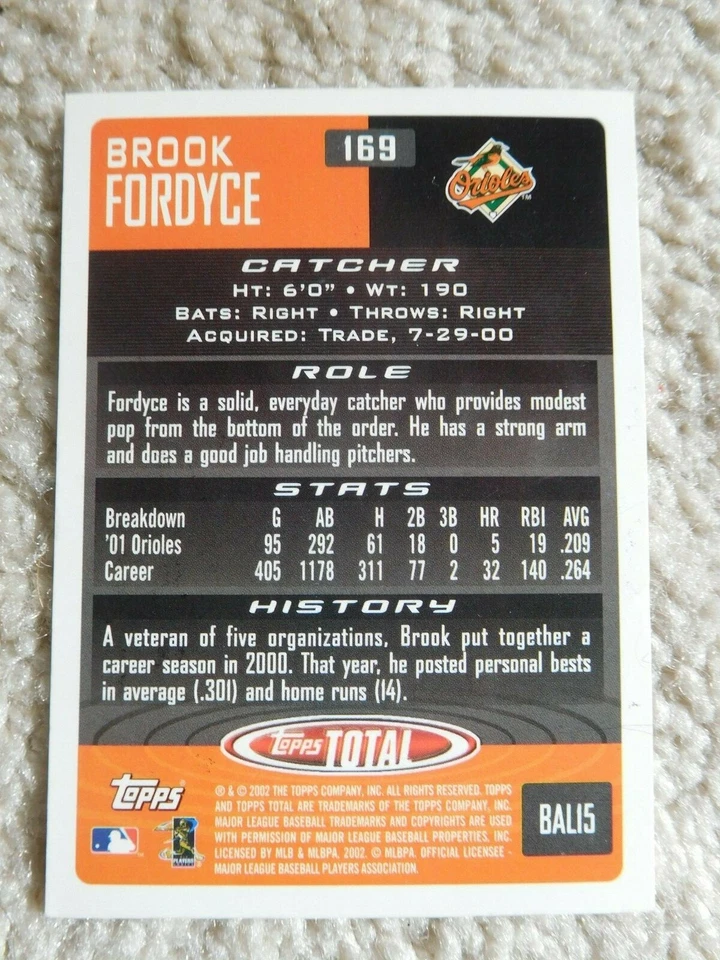 BROOK
FORDYCE
169
Orioles
TM
CATCHER
HT: 6'0" • WT: 190
BATS: RIGHT • THROWS: RIGHT
ACQUIRED: TRADE, 7-29-00
ROLE
Fordyce is a solid, everyday catcher who provides modest
pop from the bottom of the order. He has a strong arm
and does a good job handling pitchers.
STATS
Breakdown G AB H 2B 3B HR RBI AVG
'01 Orioles 95 292 61 18 0 5 19 .209
Career 405 1178 311 77 2 32 140 .264
HISTORY
A veteran of five organizations, Brook put together a
career season in 2000. That year, he posted personal bests
in average (.301) and home runs (14).
topps TOTAL
topps®
® & © 2002 THE TOPPS COMPANY, INC. ALL RIGHTS RESERVED. TOPPS
AND TOPPS TOTAL ARE TRADEMARKS OF THE TOPPS COMPANY, INC.
MAJOR LEAGUE BASEBALL TRADEMARKS AND COPYRIGHTS ARE USED
WITH PERMISSION OF MAJOR LEAGUE BASEBALL PROPERTIES, INC.
LICENSED BY MLB & MLBPA, 2002. © MLBPA. OFFICIAL LICENSEE -
MAJOR LEAGUE BASEBALL PLAYERS ASSOCIATION.
BAL15
PLAYERS